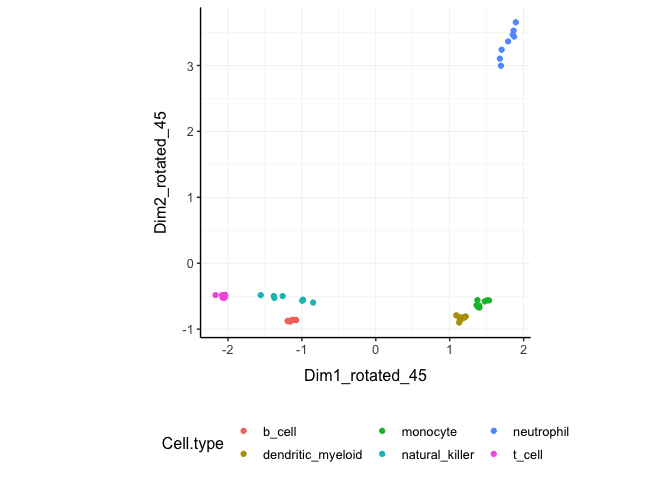 Dim2_rotated_45
3
2
1
0
-1
-2
-1
0
1
2
Dim1_rotated_45
Cell.type
b_cell
monocyte
neutrophil
dendritic_myeloid
natural_killer
t_cell